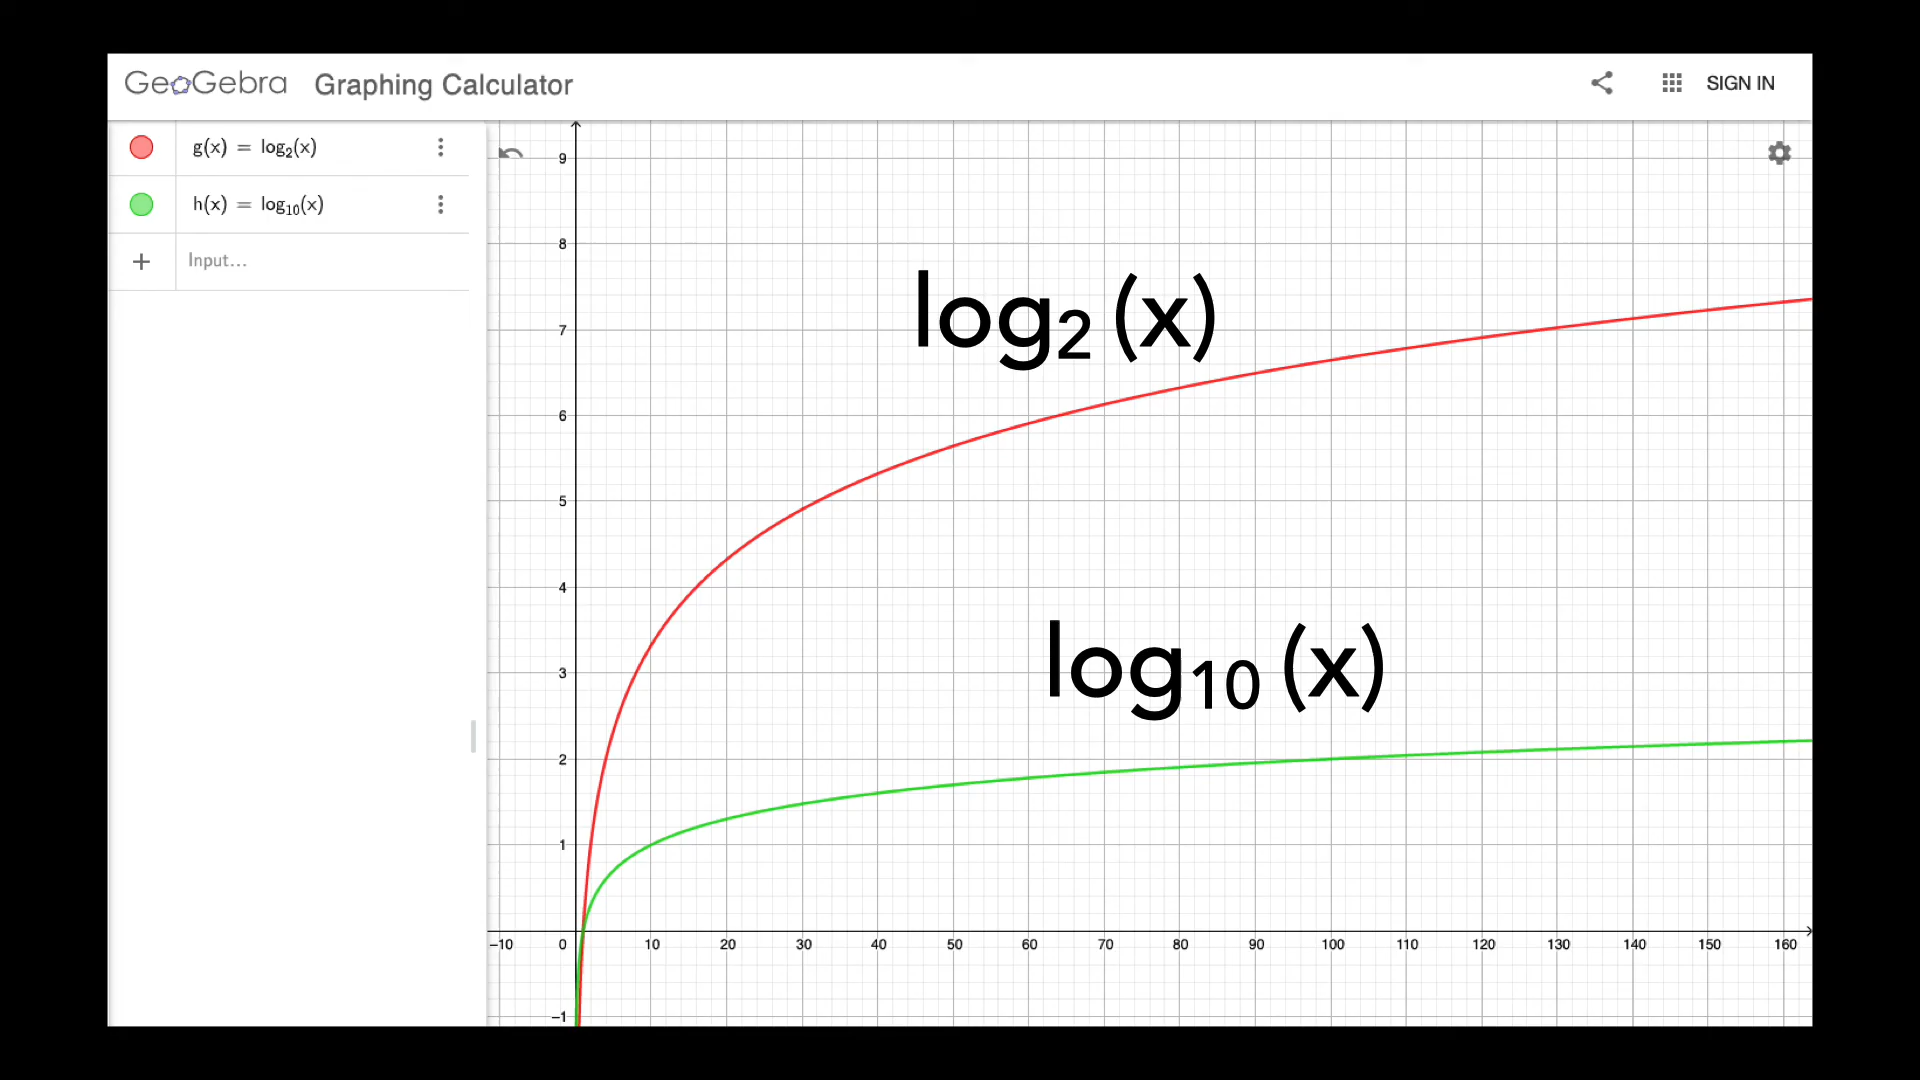 GeoGebra Graphing Calculator SIGN IN
g(x) = log₂(x)
h(x) = log₁₀(x)
+ Input...
9
8
7
6
5
4
3
2
1
−1
log₂ (x)
log₁₀ (x)
−10 0 10 20 30 40 50 60 70 80 90 100 110 120 130 140 150 160